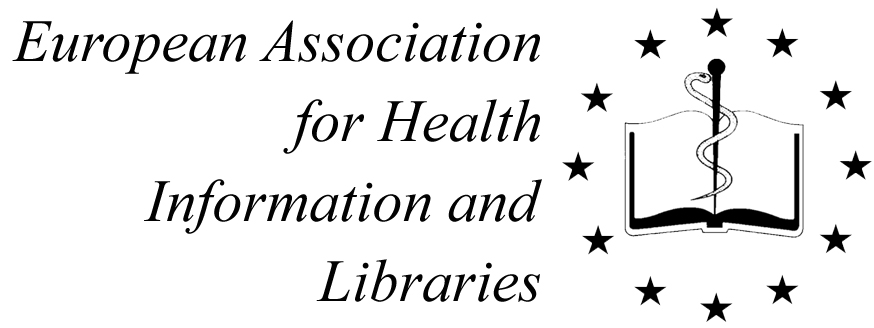 European Association
for Health
Information and
Libraries